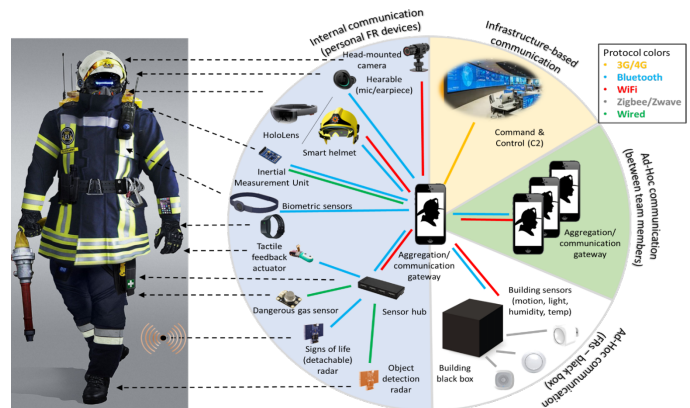 Internal communication
(personal FR devices)
Infrastructure-based
communication
Protocol colors
• 3G/4G
• Bluetooth
• WiFi
• Zigbee/Zwave
• Wired
Head-mounted
camera
Hearable
(mic/earpiece)
HoloLens
Smart helmet
Command &
Control (C2)
Inertial
Measurement Unit
Biometric sensors
Ad-Hoc communication
(between team members)
Tactile
feedback
actuator
Aggregation/
communication
gateway
Aggregation/
communication
gateway
Dangerous gas sensor
Sensor hub
Building sensors
(motion, light,
humidity, temp)
Signs of life
(detachable)
radar
Object
detection
radar
Building
black box
Ad-Hoc communication
(FRs – black box)